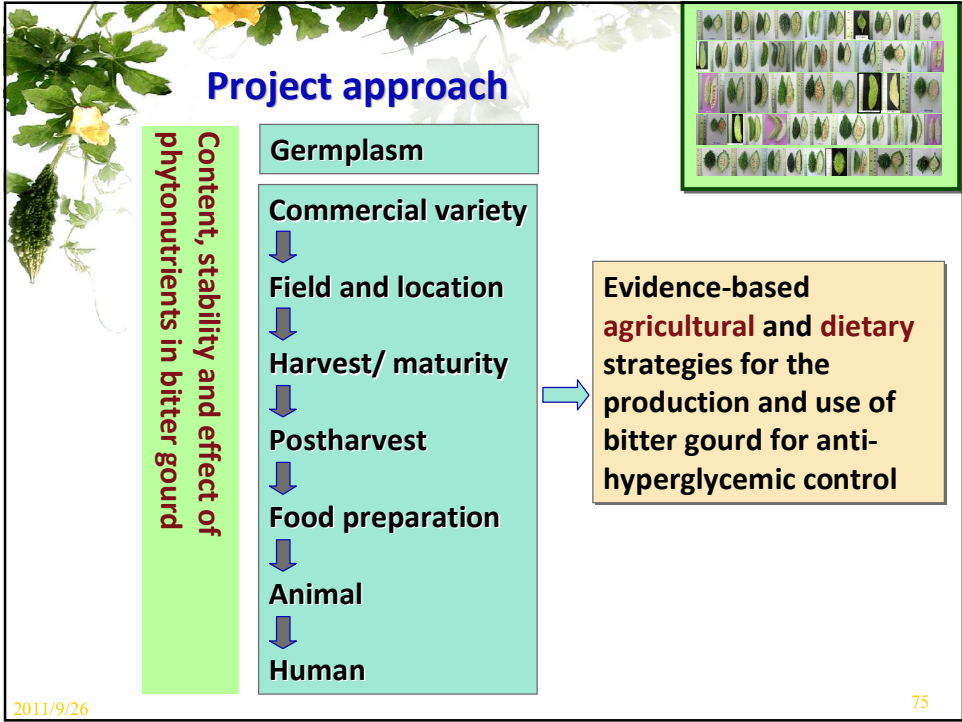 Project approach
Content, stability and effect of
phytonutrients in bitter gourd
Germplasm
Commercial variety
Field and location
Harvest/ maturity
Postharvest
Food preparation
Animal
Human
Evidence-based
agricultural and dietary
strategies for the
production and use of
bitter gourd for anti-
hyperglycemic control
2011/9/26
75